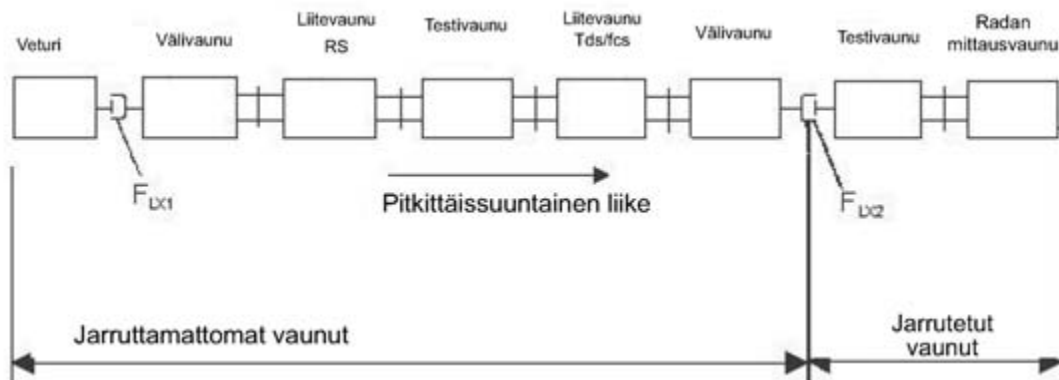 Veturi
Välivaunu
Liitevaunu
RS
Testivaunu
Liitevaunu
Tds/fcs
Välivaunu
Testivaunu
Radan
mittausvaunu
FLX1
Pitkittäissuuntainen liike
FLX2
Jarruttamattomat vaunut
Jarrutetut
vaunut